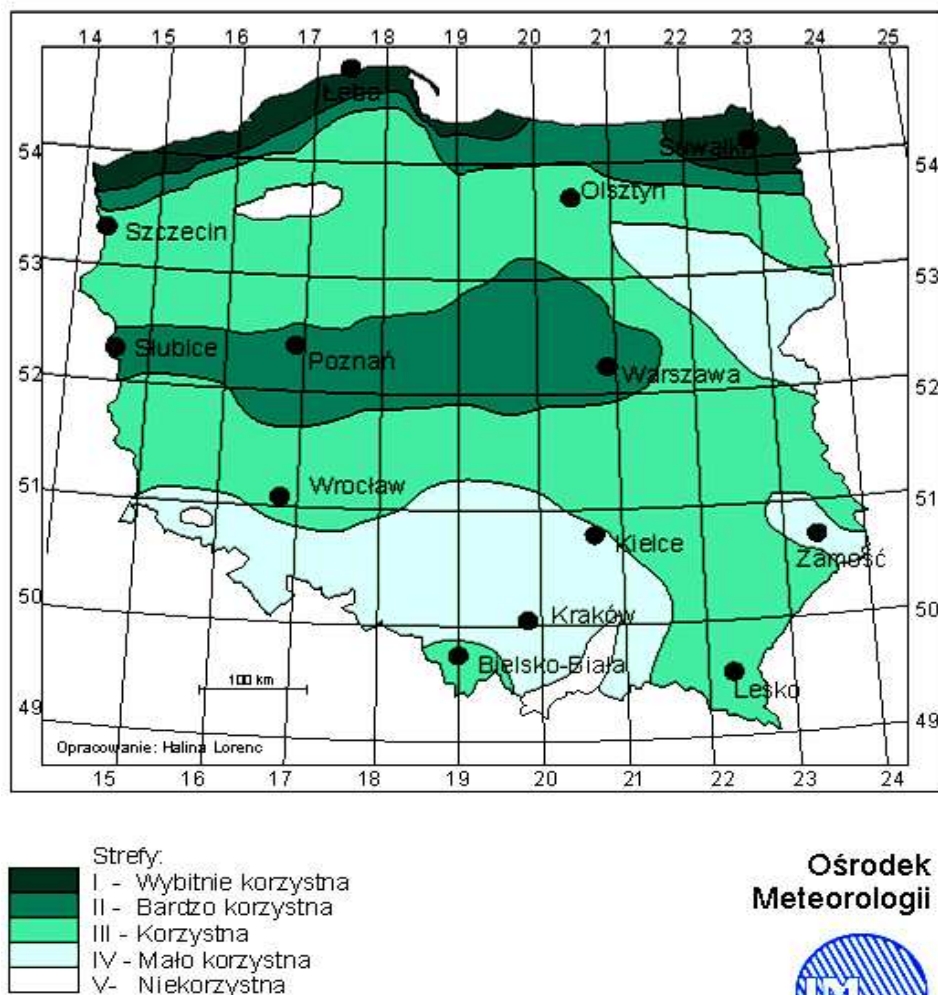 14 15 16 17 18 19 20 21 22 23 24 25
Łeba
54 Suwałki 54
Olsztyn
Szczecin
53 53
Słubice Poznań Warszawa
52 52
51 Wrocław 51
Kielce Zamość
50 Kraków 50
Bielsko-Biała
100 km Lesko
49 49
Opracowanie: Halina Lorenc
15 16 17 18 19 20 21 22 23 24
Strefy:
I - Wybitnie korzystna
II - Bardzo korzystna
III - Korzystna
IV - Mało korzystna
V- Niekorzystna
Ośrodek
Meteorologii